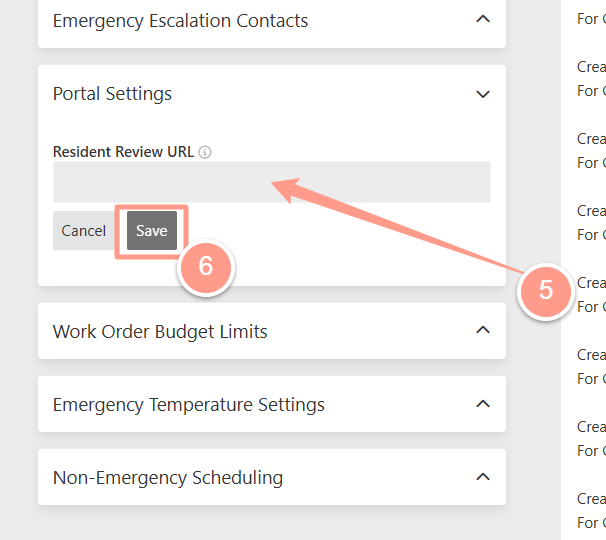 Emergency Escalation Contacts
Portal Settings
Resident Review URL
Cancel
Save
6
5
Work Order Budget Limits
Emergency Temperature Settings
Non-Emergency Scheduling
For
Crea
For
Crea
For
Crea
For
Crea
For
Crea
For
Crea
For
Crea
For